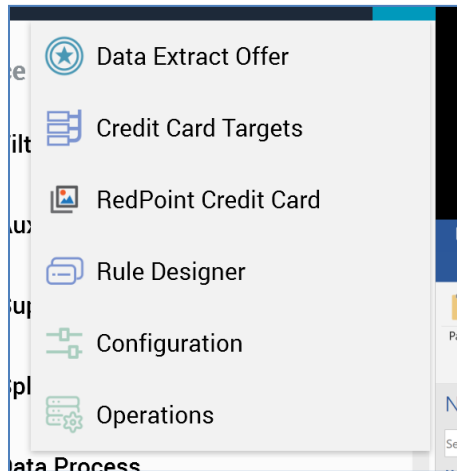 Data Extract Offer
Credit Card Targets
RedPoint Credit Card
Rule Designer
Configuration
Operations
Data Process